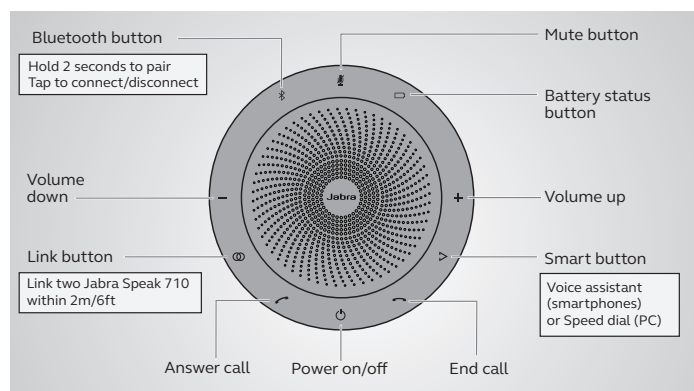 Bluetooth button
Hold 2 seconds to pair
Tap to connect/disconnect
Mute button
Battery status
button
Volume
down
Jabra
Volume up
Link button
Link two Jabra Speak 710
within 2m/6ft
Smart button
Voice assistant
(smartphones)
or Speed dial (PC)
Answer call
Power on/off
End call